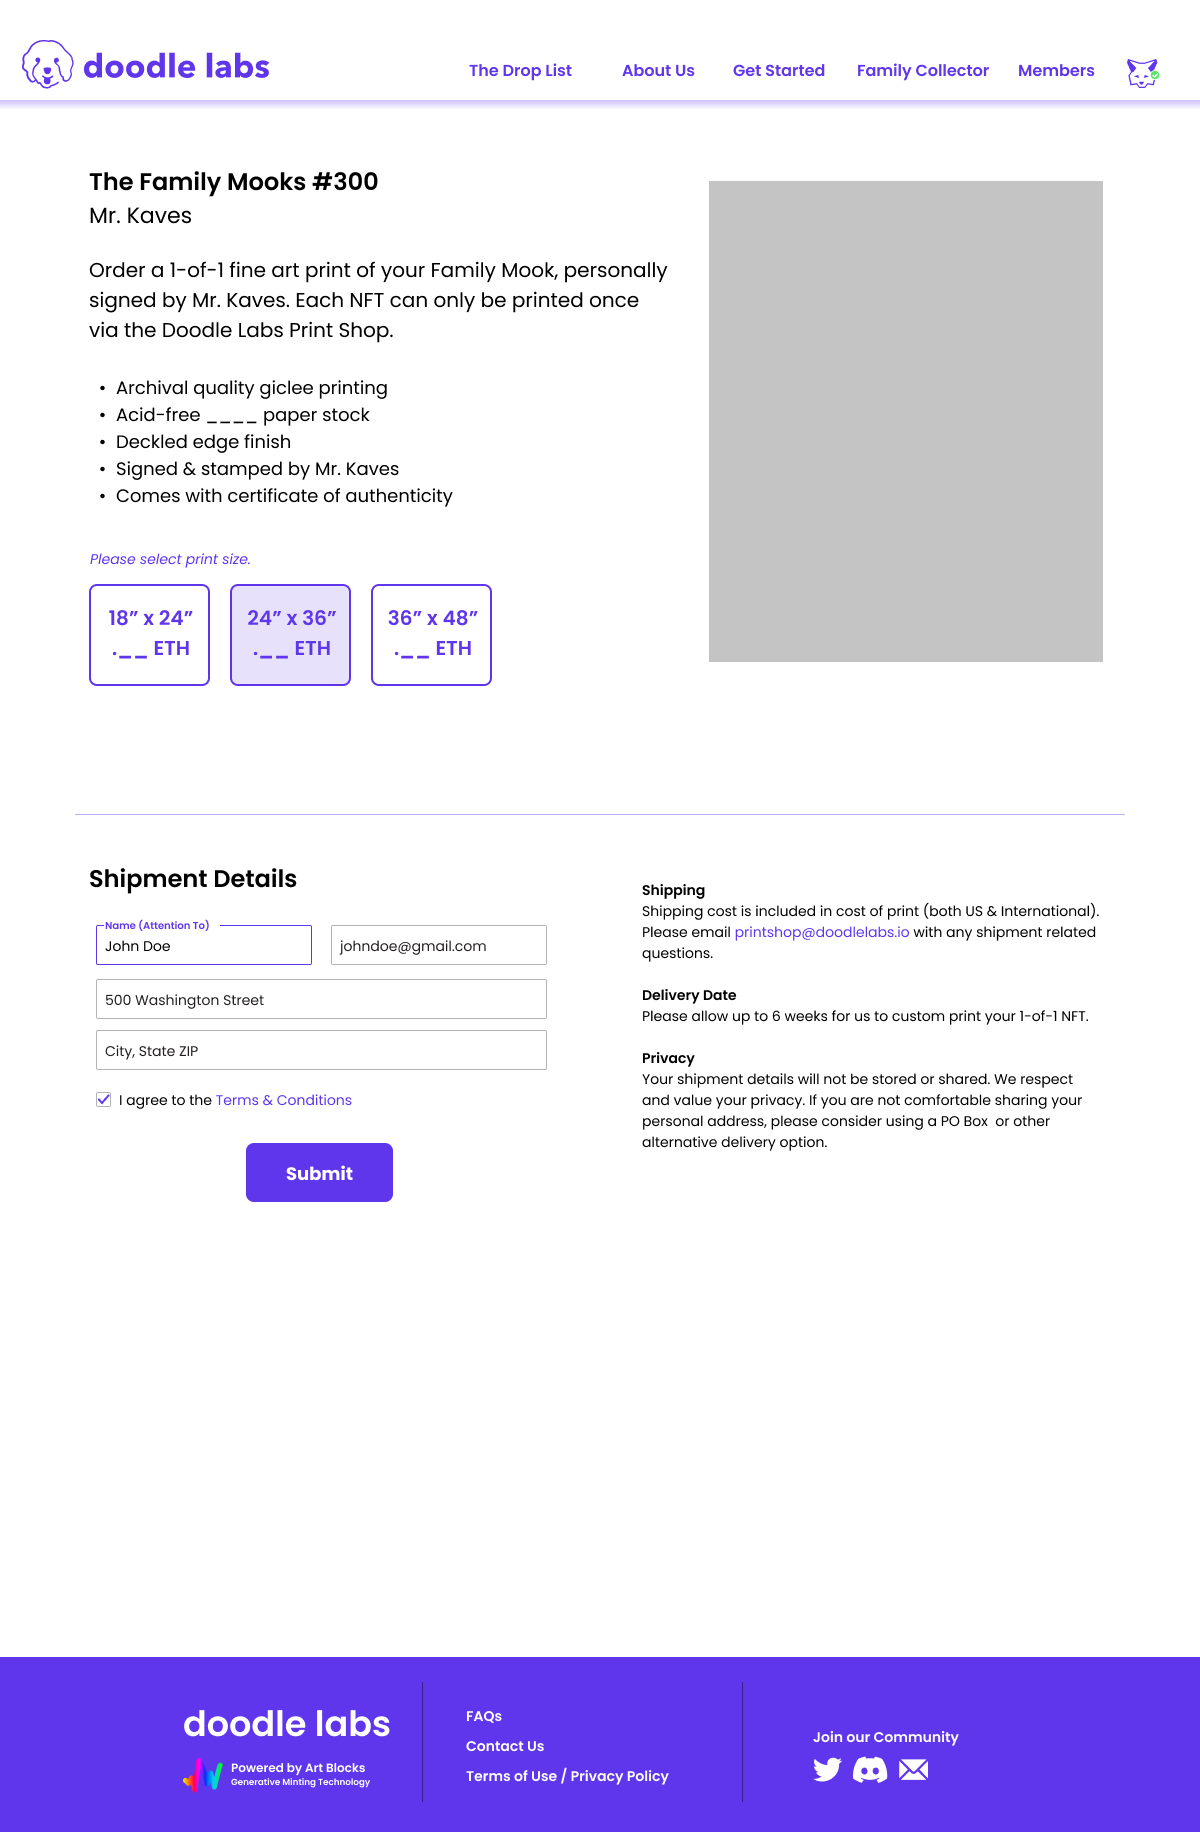 doodle labs
The Drop List
About Us
Get Started
Family Collector
Members
The Family Mooks #300
Mr. Kaves
Order a 1-of-1 fine art print of your Family Mook, personally
signed by Mr. Kaves. Each NFT can only be printed once
via the Doodle Labs Print Shop.
• Archival quality giclee printing
• Acid-free ____ paper stock
• Deckled edge finish
• Signed & stamped by Mr. Kaves
• Comes with certificate of authenticity
Please select print size.
18” x 24”
.__ ETH
24” x 36”
.__ ETH
36” x 48”
.__ ETH
Shipment Details
Name (Attention To)
John Doe
johndoe@gmail.com
500 Washington Street
City, State ZIP
I agree to the Terms & Conditions
Submit
Shipping
Shipping cost is included in cost of print (both US & International).
Please email printshop@doodlelabs.io with any shipment related
questions.
Delivery Date
Please allow up to 6 weeks for us to custom print your 1-of-1 NFT.
Privacy
Your shipment details will not be stored or shared. We respect
and value your privacy. If you are not comfortable sharing your
personal address, please consider using a PO Box  or other
alternative delivery option.
doodle labs
Powered by Art Blocks
Generative Minting Technology
FAQs
Contact Us
Terms of Use / Privacy Policy
Join our Community